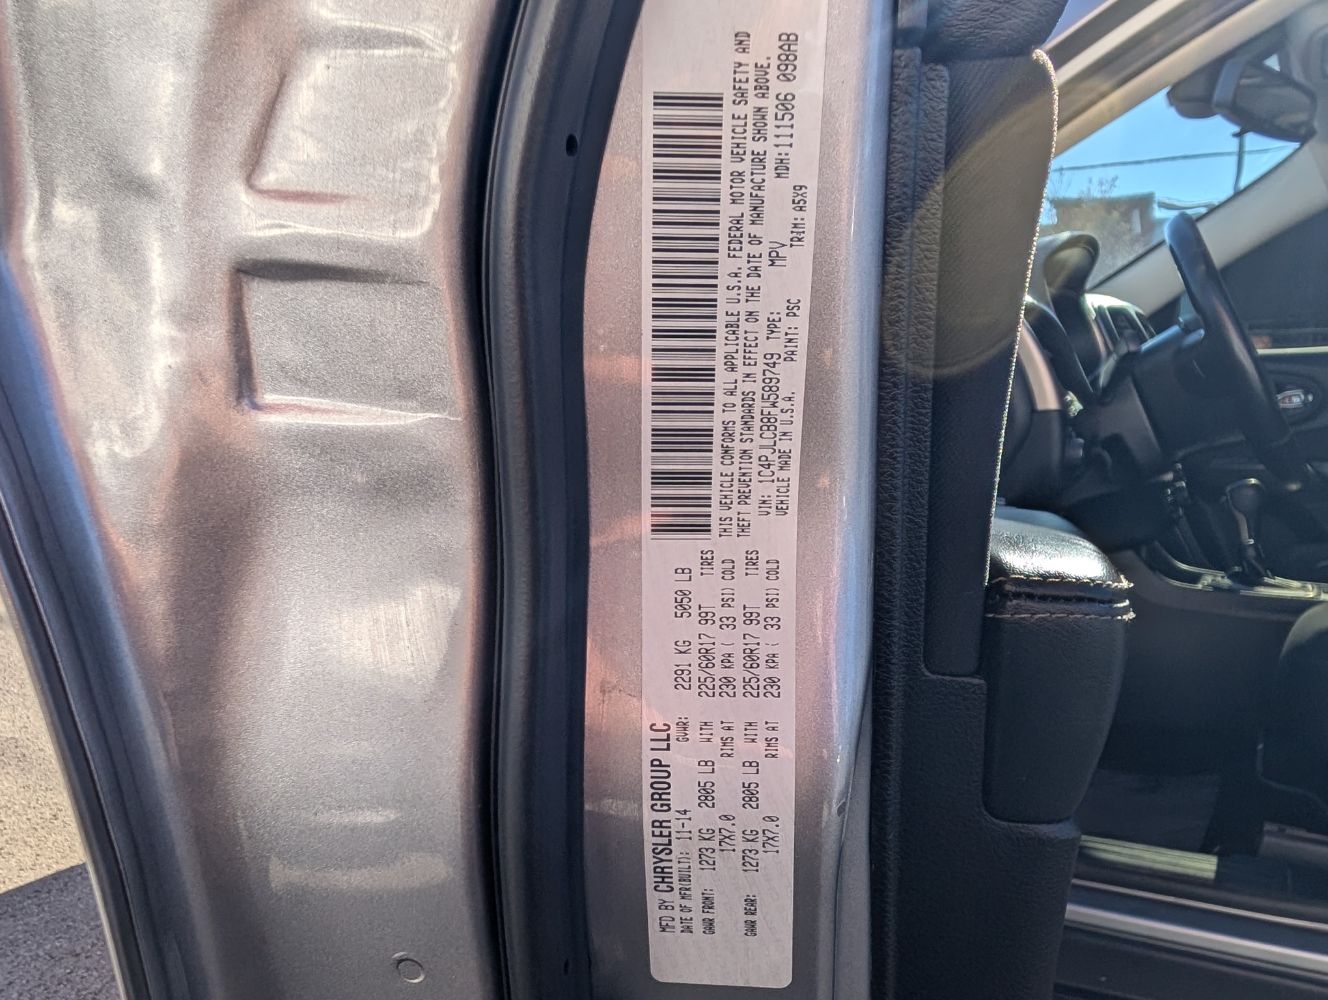 MFD BY CHRYSLER GROUP LLC
DATE OF MFR(BUILT): 11-14 GVWR: 2291 KG 5050 LB
GAWR FRONT: 1273 KG 2805 LB WITH 225/60R17 99T TIRES
17X7.0 RIMS AT 230 KPA ( 33 PSI) COLD
GAWR REAR: 1273 KG 2805 LB WITH 225/60R17 99T TIRES
17X7.0 RIMS AT 230 KPA ( 33 PSI) COLD
THIS VEHICLE CONFORMS TO ALL APPLICABLE U.S.A. FEDERAL MOTOR VEHICLE SAFETY AND
THEFT PREVENTION STANDARDS IN EFFECT ON THE DATE OF MANUFACTURE SHOWN ABOVE.
VIN: 1C4PJLCB8FW589749 TYPE: MPV MDH:111506 098AB
VEHICLE MADE IN U.S.A. PAINT: PSC TRIM: A5X9